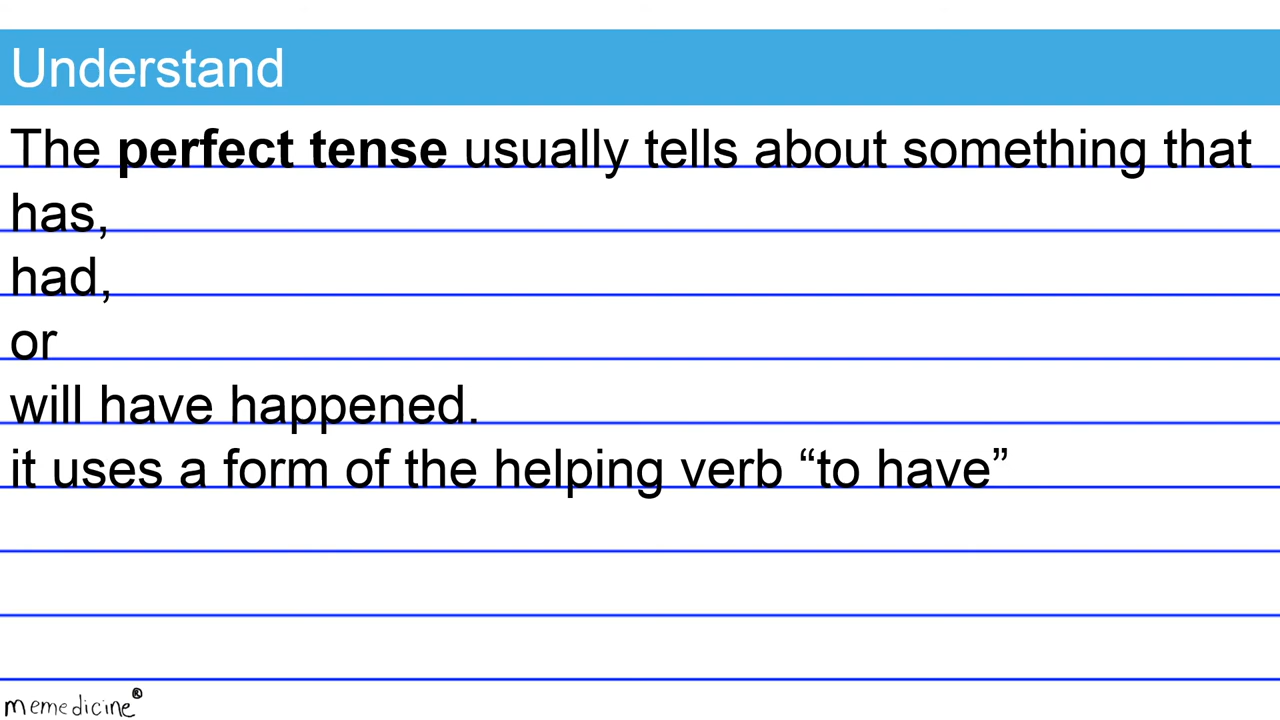 Understand
The perfect tense usually tells about something that
has,
had,
or
will have happened.
it uses a form of the helping verb “to have”
memedicine®